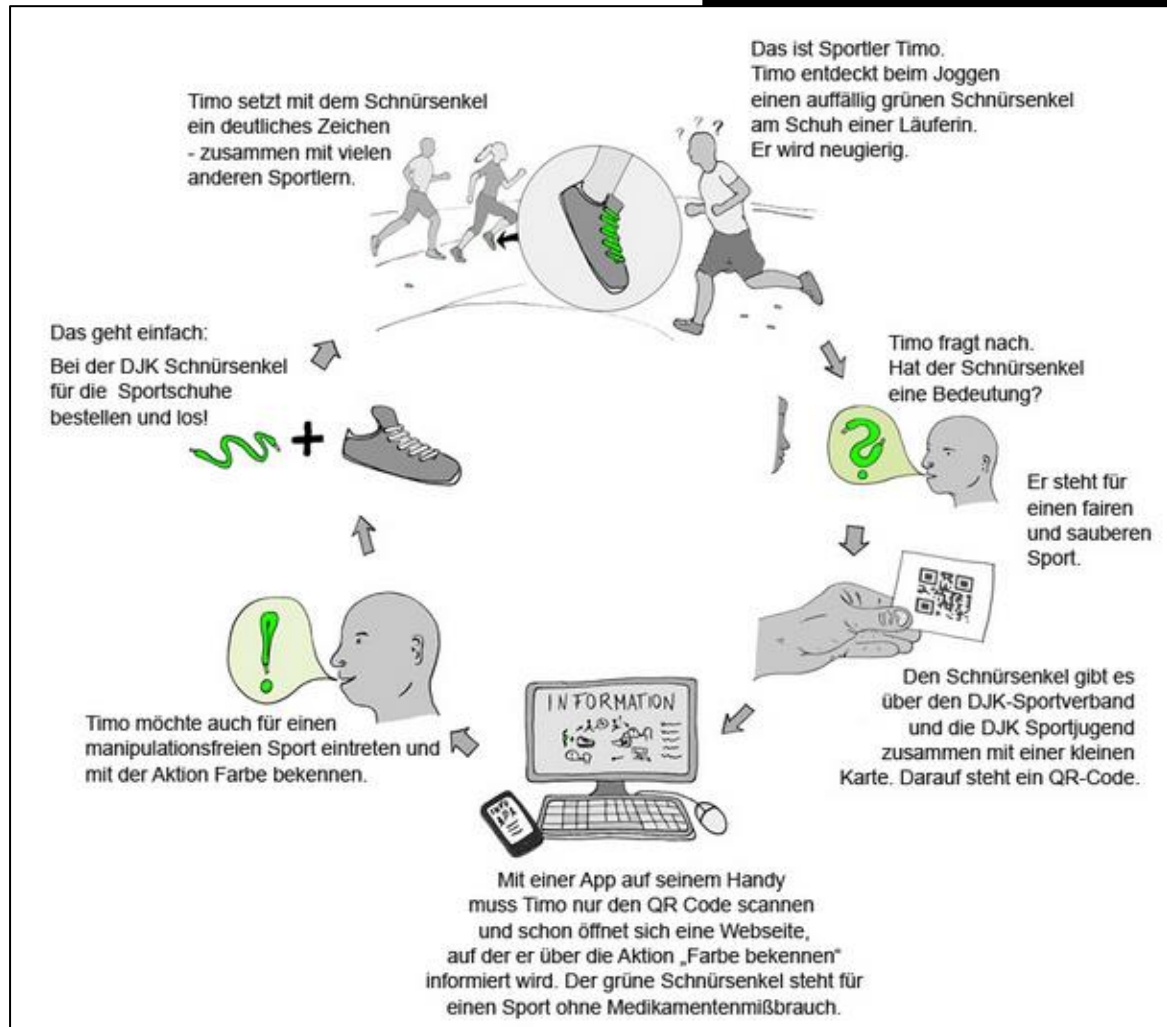 Das ist Sportler Timo.
Timo entdeckt beim Joggen
einen auffällig grünen Schnürsenkel
am Schuh einer Läuferin.
Er wird neugierig.
Timo fragt nach.
Hat der Schnürsenkel
eine Bedeutung?
Er steht für
einen fairen
und sauberen
Sport.
Den Schnürsenkel gibt es
über den DJK-Sportverband
und die DJK Sportjugend
zusammen mit einer kleinen
Karte. Darauf steht ein QR-Code.
INFORMATION
Mit einer App auf seinem Handy
muss Timo nur den QR Code scannen
und schon öffnet sich eine Webseite,
auf der er über die Aktion „Farbe bekennen“
informiert wird. Der grüne Schnürsenkel steht für
einen Sport ohne Medikamentenmißbrauch.
Timo möchte auch für einen
manipulationsfreien Sport eintreten und
mit der Aktion Farbe bekennen.
Das geht einfach:
Bei der DJK Schnürsenkel
für die Sportschuhe
bestellen und los!
Timo setzt mit dem Schnürsenkel
ein deutliches Zeichen
- zusammen mit vielen
anderen Sportlern.